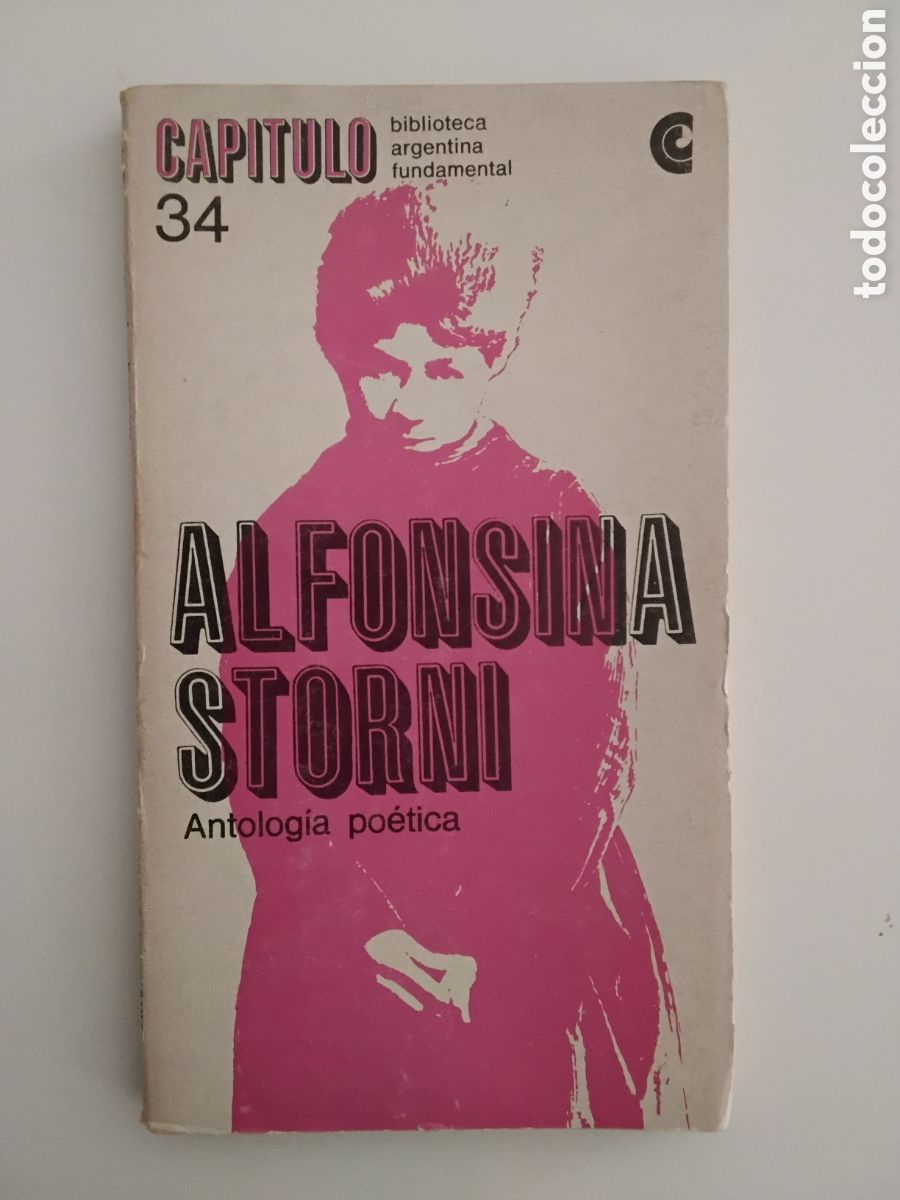 CAPITULO
biblioteca
argentina
fundamental
34
ALFONSINA
STORNI
Antología poética
todocoleccion